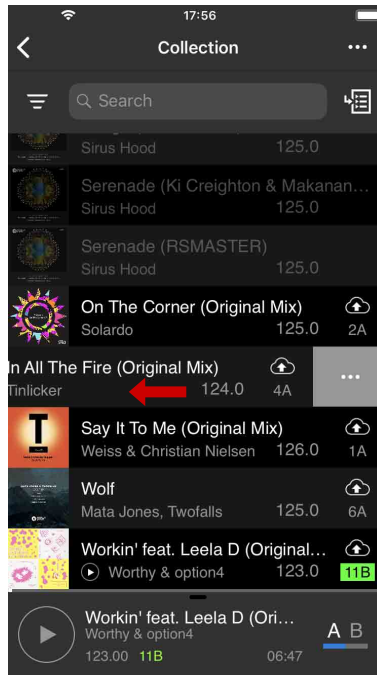 17:56
Collection
Search
Sirus Hood 125.0
Serenade (Ki Creighton & Makanan...
Sirus Hood 125.0
Serenade (RSMASTER)
Sirus Hood 125.0
On The Corner (Original Mix)
Solardo 125.0 2A
In All The Fire (Original Mix)
Tinlicker 124.0 4A
Say It To Me (Original Mix)
Weiss & Christian Nielsen 126.0 1A
Wolf
Mata Jones, Twofalls 125.0 6A
Workin' feat. Leela D (Original...
Worthy & option4 123.0 11B
Workin' feat. Leela D (Ori...
Worthy & option4
A B
123.00 11B 06:47